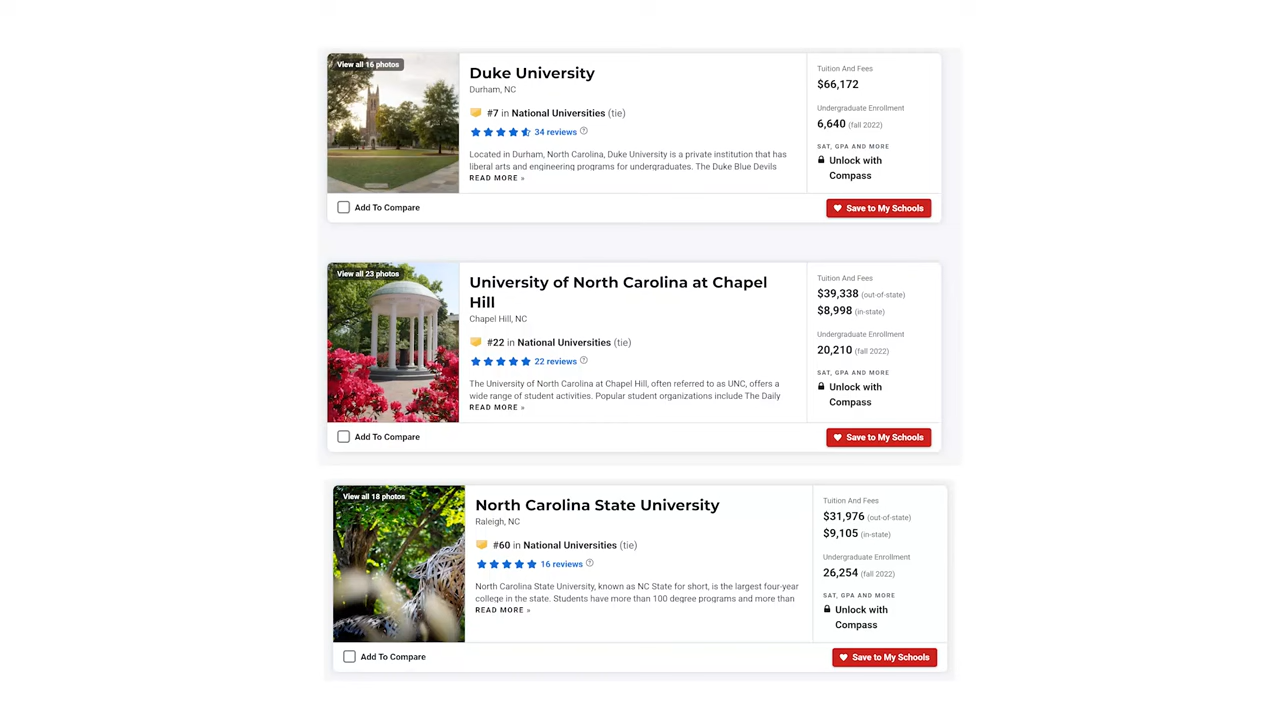 View all 16 photos
Duke University
Durham, NC
#7 in National Universities (tie)
34 reviews ?
Located in Durham, North Carolina, Duke University is a private institution that has
liberal arts and engineering programs for undergraduates. The Duke Blue Devils
READ MORE »
Tuition And Fees
$66,172
Undergraduate Enrollment
6,640 (fall 2022)
SAT, GPA AND MORE
Unlock with
Compass
Add To Compare
Save to My Schools
View all 23 photos
University of North Carolina at Chapel
Hill
Chapel Hill, NC
#22 in National Universities (tie)
22 reviews ?
The University of North Carolina at Chapel Hill, often referred to as UNC, offers a
wide range of student activities. Popular student organizations include The Daily
READ MORE »
Tuition And Fees
$39,338 (out-of-state)
$8,998 (in-state)
Undergraduate Enrollment
20,210 (fall 2022)
SAT, GPA AND MORE
Unlock with
Compass
Add To Compare
Save to My Schools
View all 18 photos
North Carolina State University
Raleigh, NC
#60 in National Universities (tie)
16 reviews ?
North Carolina State University, known as NC State for short, is the largest four-year
college in the state. Students have more than 100 degree programs and more than
READ MORE »
Tuition And Fees
$31,976 (out-of-state)
$9,105 (in-state)
Undergraduate Enrollment
26,254 (fall 2022)
SAT, GPA AND MORE
Unlock with
Compass
Add To Compare
Save to My Schools